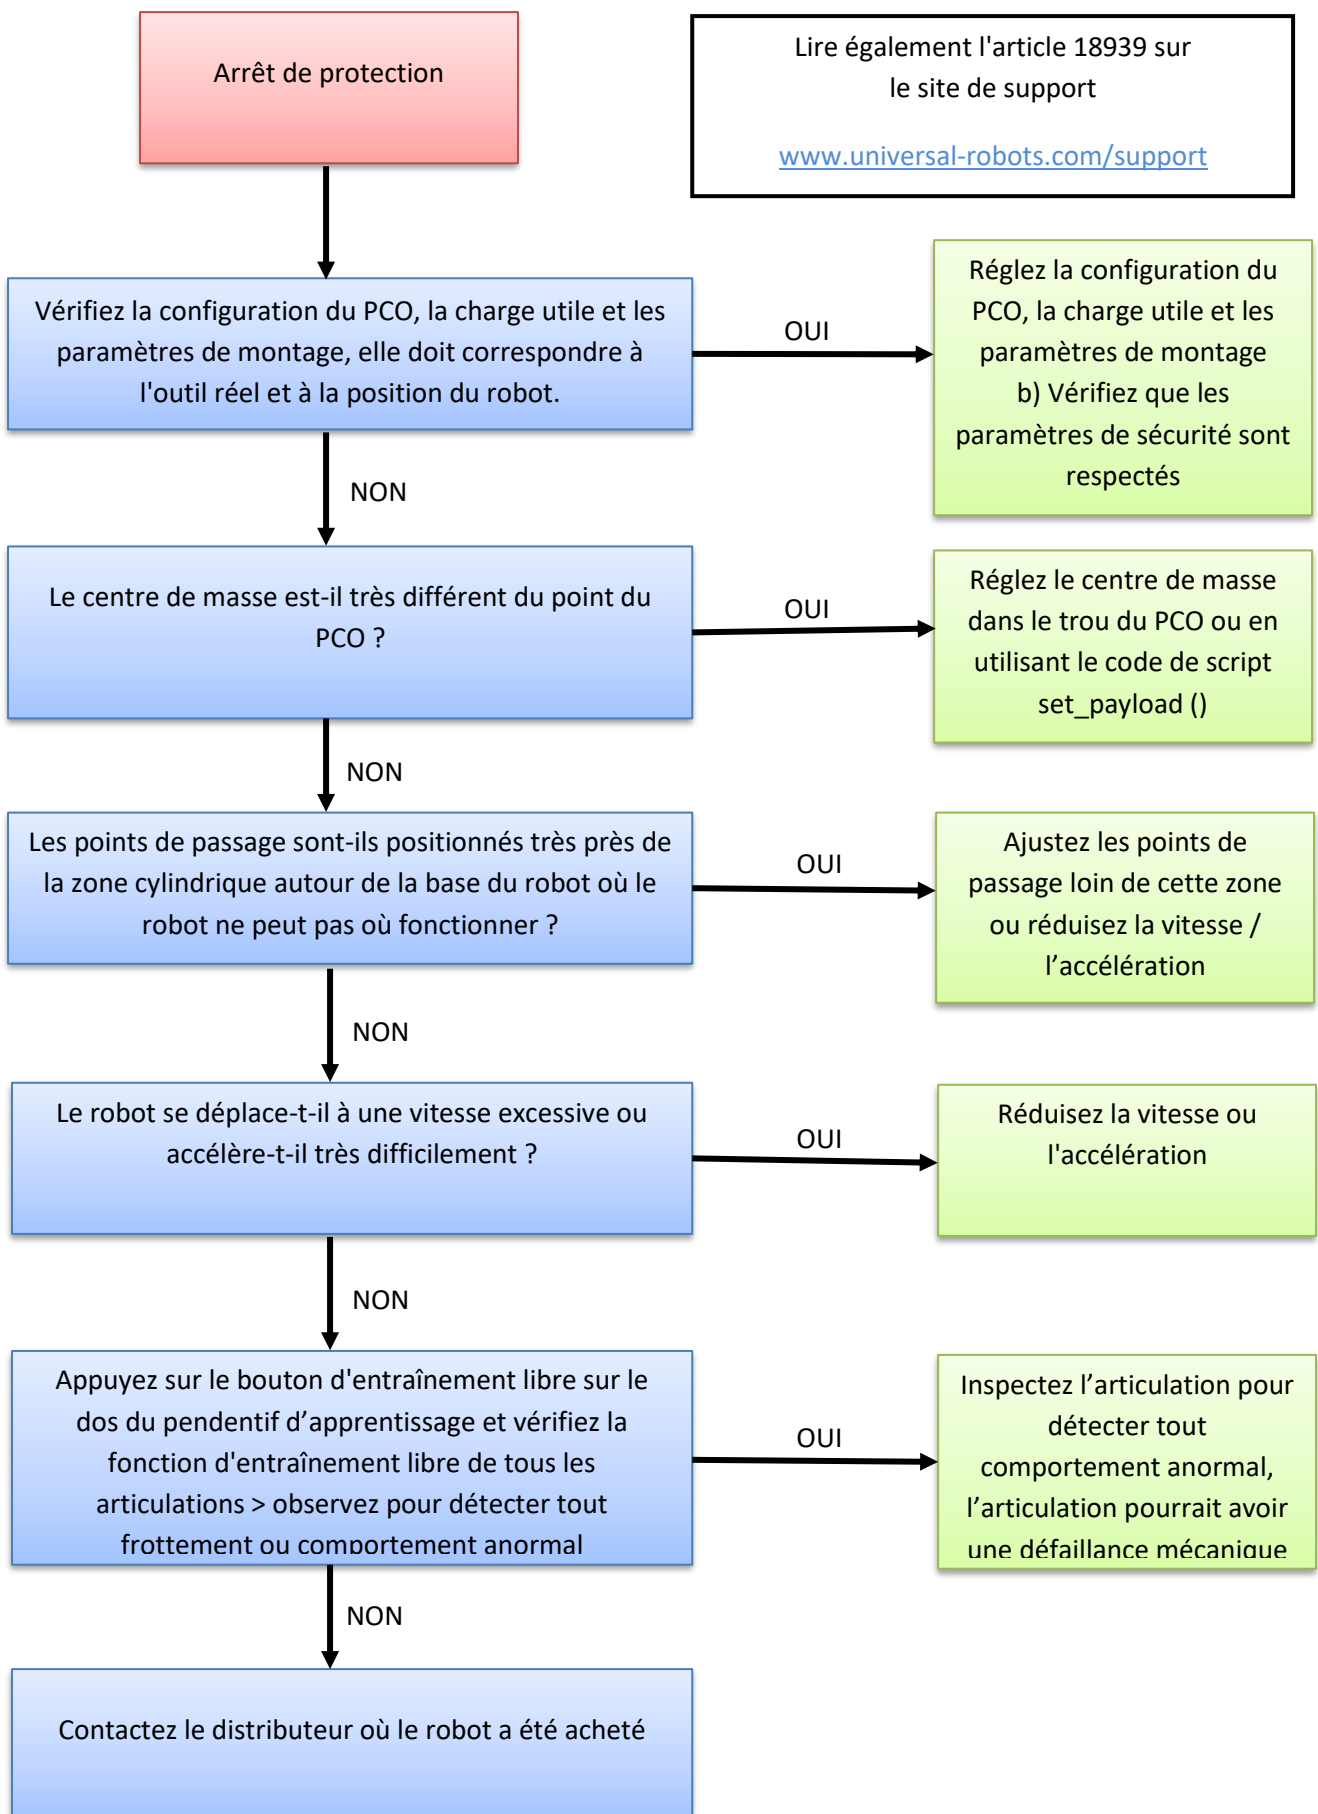 Arrêt de protection
Lire également l'article 18939 sur
le site de support
www.universal-robots.com/support
Vérifiez la configuration du PCO, la charge utile et les
paramètres de montage, elle doit correspondre à
l'outil réel et à la position du robot.
OUI
Réglez la configuration du
PCO, la charge utile et les
paramètres de montage
b) Vérifiez que les
paramètres de sécurité sont
respectés
NON
Le centre de masse est-il très différent du point du
PCO ?
OUI
Réglez le centre de masse
dans le trou du PCO ou en
utilisant le code de script
set_payload ()
NON
Les points de passage sont-ils positionnés très près de
la zone cylindrique autour de la base du robot où le
robot ne peut pas où fonctionner ?
OUI
Ajustez les points de
passage loin de cette zone
ou réduisez la vitesse /
l’accélération
NON
Le robot se déplace-t-il à une vitesse excessive ou
accélère-t-il très difficilement ?
OUI
Réduisez la vitesse ou
l'accélération
NON
Appuyez sur le bouton d'entraînement libre sur le
dos du pendentif d’apprentissage et vérifiez la
fonction d'entraînement libre de tous les
articulations > observez pour détecter tout
frottement ou comportement anormal
OUI
Inspectez l’articulation pour
détecter tout
comportement anormal,
l’articulation pourrait avoir
une défaillance mécanique
NON
Contactez le distributeur où le robot a été acheté